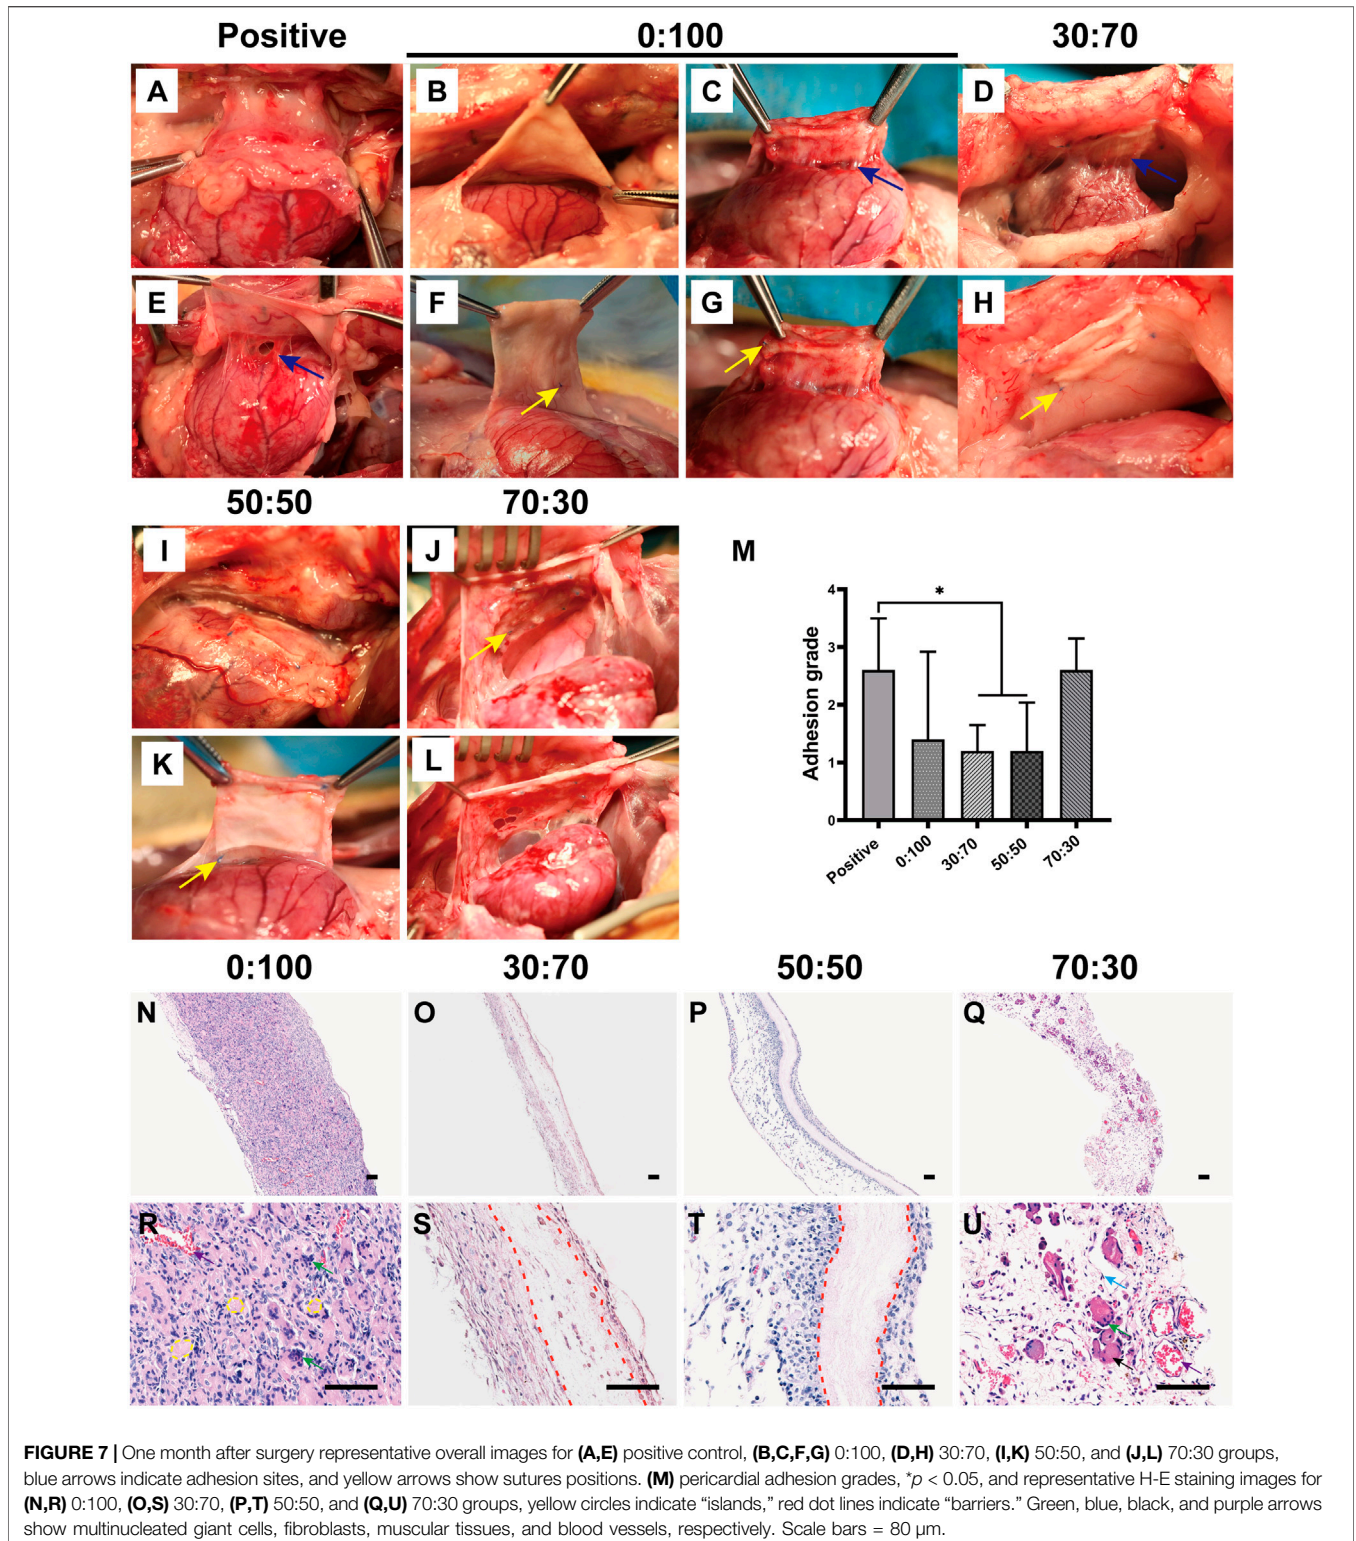 Positive 0:100 30:70
A B C D
E F G H
50:50 70:30
I J M
K L
4
3
2
1
0
Adhesion grade
*
Positive 0:100 30:70 50:50 70:30
0:100 30:70 50:50 70:30
N O P Q
R S T U
FIGURE 7 | One month after surgery representative overall images for (A,E) positive control, (B,C,F,G) 0:100, (D,H) 30:70, (I,K) 50:50, and (J,L) 70:30 groups,
blue arrows indicate adhesion sites, and yellow arrows show sutures positions. (M) pericardial adhesion grades, *p < 0.05, and representative H-E staining images for
(N,R) 0:100, (O,S) 30:70, (P,T) 50:50, and (Q,U) 70:30 groups, yellow circles indicate “islands,” red dot lines indicate “barriers.” Green, blue, black, and purple arrows
show multinucleated giant cells, fibroblasts, muscular tissues, and blood vessels, respectively. Scale bars = 80 µm.